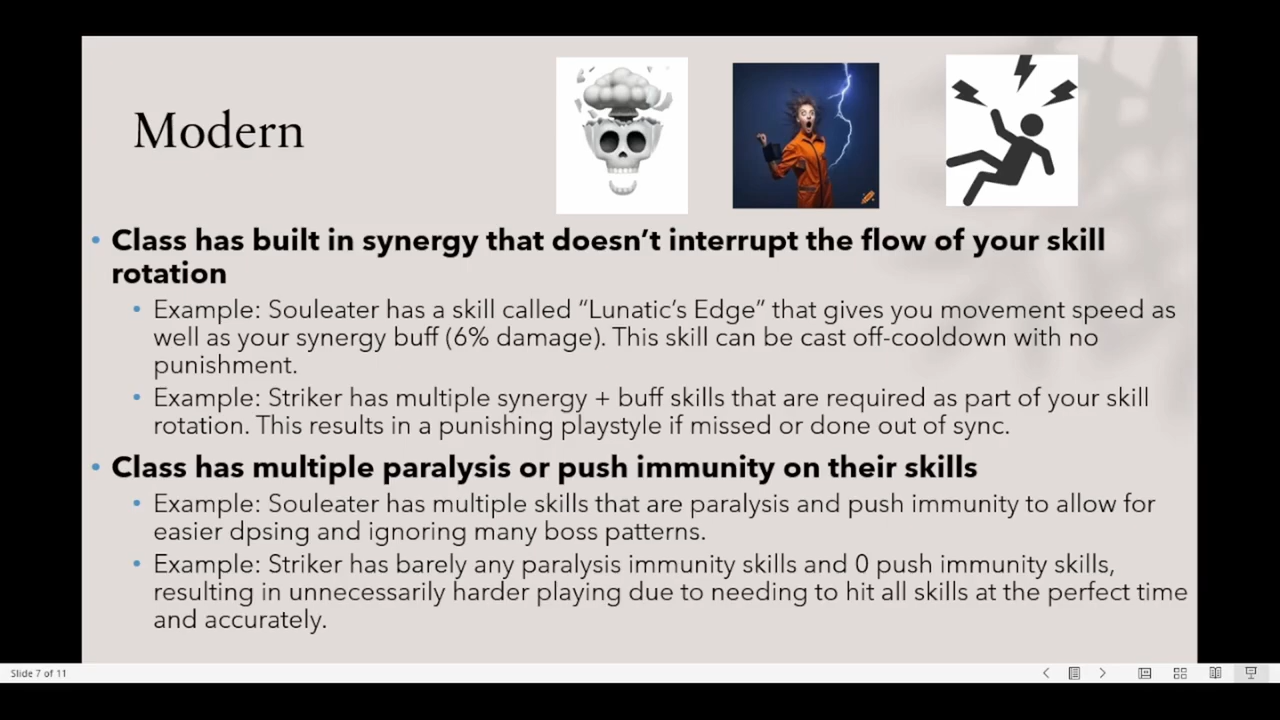 Modern
Class has built in synergy that doesn't interrupt the flow of your skill
rotation
Example: Souleater has a skill called “Lunatic's Edge” that gives you movement speed as
well as your synergy buff (6% damage). This skill can be cast off-cooldown with no
punishment.
Example: Striker has multiple synergy + buff skills that are required as part of your skill
rotation. This results in a punishing playstyle if missed or done out of sync.
Class has multiple paralysis or push immunity on their skills
Example: Souleater has multiple skills that are paralysis and push immunity to allow for
easier dpsing and ignoring many boss patterns.
Example: Striker has barely any paralysis immunity skills and 0 push immunity skills,
resulting in unnecessarily harder playing due to needing to hit all skills at the perfect time
and accurately.
Slide 7 of 11